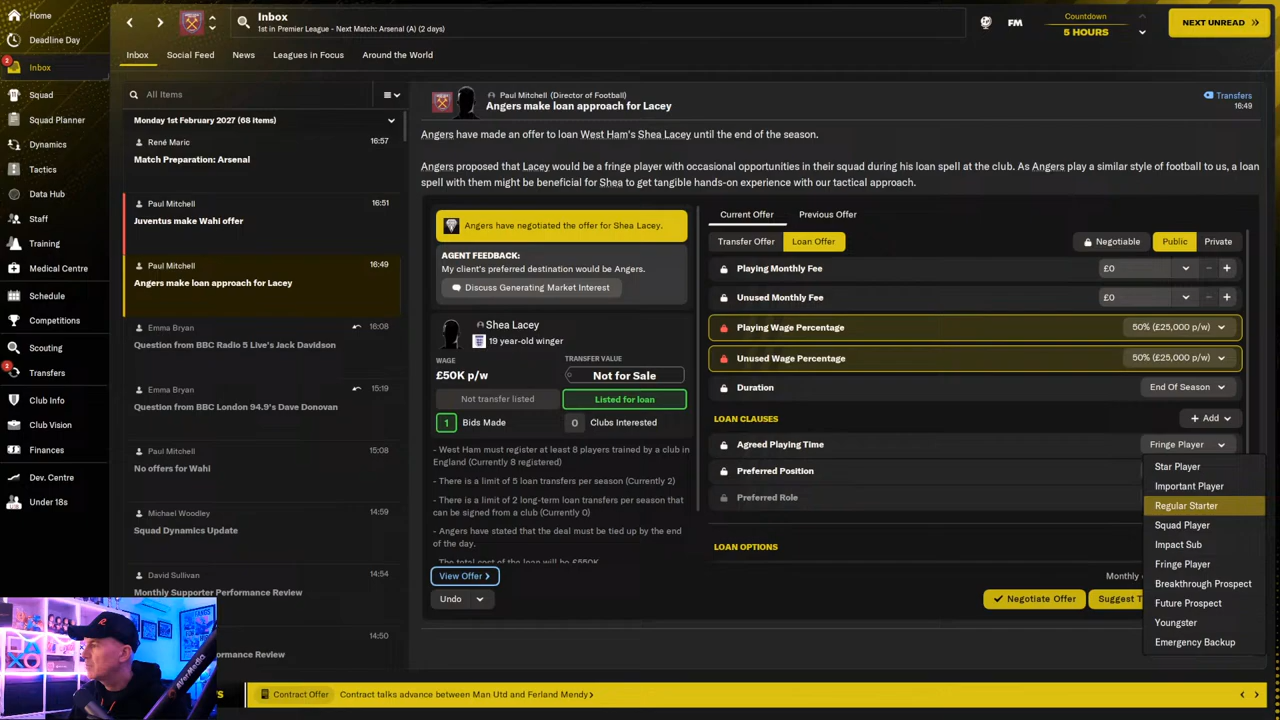 Home
Deadline Day
2
Inbox
Squad
Squad Planner
Dynamics
Tactics
Data Hub
Staff
Training
Medical Centre
Schedule
Competitions
Scouting
2
Transfers
Club Info
Club Vision
Finances
Dev. Centre
Under 18s
Inbox
1st in Premier League - Next Match: Arsenal (A) (2 days)
FM
Countdown
5 HOURS
NEXT UNREAD
Inbox
Social Feed
News
Leagues in Focus
Around the World
All Items
Monday 1st February 2027 (68 items)
René Maric
16:57
Match Preparation: Arsenal
Paul Mitchell
16:51
Juventus make Wahi offer
Paul Mitchell
16:49
Angers make loan approach for Lacey
Emma Bryan
16:08
Question from BBC Radio 5 Live's Jack Davidson
Emma Bryan
15:19
Question from BBC London 94.9's Dave Donovan
Paul Mitchell
15:08
No offers for Wahi
Michael Woodley
14:59
Squad Dynamics Update
David Sullivan
14:54
Monthly Supporter Performance Review
14:50
ance Review
Paul Mitchell (Director of Football)
Angers make loan approach for Lacey
Transfers
16:49
Angers have made an offer to loan West Ham's Shea Lacey until the end of the season.
Angers proposed that Lacey would be a fringe player with occasional opportunities in their squad during his loan spell at the club. As Angers play a similar style of football to us, a loan
spell with them might be beneficial for Shea to get tangible hands-on experience with our tactical approach.
Angers have negotiated the offer for Shea Lacey.
AGENT FEEDBACK:
My client's preferred destination would be Angers.
Discuss Generating Market Interest
Shea Lacey
19 year-old winger
WAGE
£50K p/w
TRANSFER VALUE
Not for Sale
Not transfer listed
Listed for loan
1
Bids Made
0
Clubs Interested
- West Ham must register at least 8 players trained by a club in
England (Currently 8 registered)
- There is a limit of 5 loan transfers per season (Currently 2)
- There is a limit of 2 long-term loan transfers per season that
can be signed from a club (Currently 0)
- Angers have stated that the deal must be tied up by the end
of the day.
- The total cost of the loan will be £550K
View Offer
Undo
Current Offer
Previous Offer
Transfer Offer
Loan Offer
Negotiable
Public
Private
Playing Monthly Fee
£0
Unused Monthly Fee
£0
Playing Wage Percentage
50% (£25,000 p/w)
Unused Wage Percentage
50% (£25,000 p/w)
Duration
End Of Season
LOAN CLAUSES
+ Add
Agreed Playing Time
Fringe Player
Preferred Position
Preferred Role
LOAN OPTIONS
Monthly
Negotiate Offer
Suggest T
Star Player
Important Player
Regular Starter
Squad Player
Impact Sub
Fringe Player
Breakthrough Prospect
Future Prospect
Youngster
Emergency Backup
Contract Offer
Contract talks advance between Man Utd and Ferland Mendy
AVerMedia